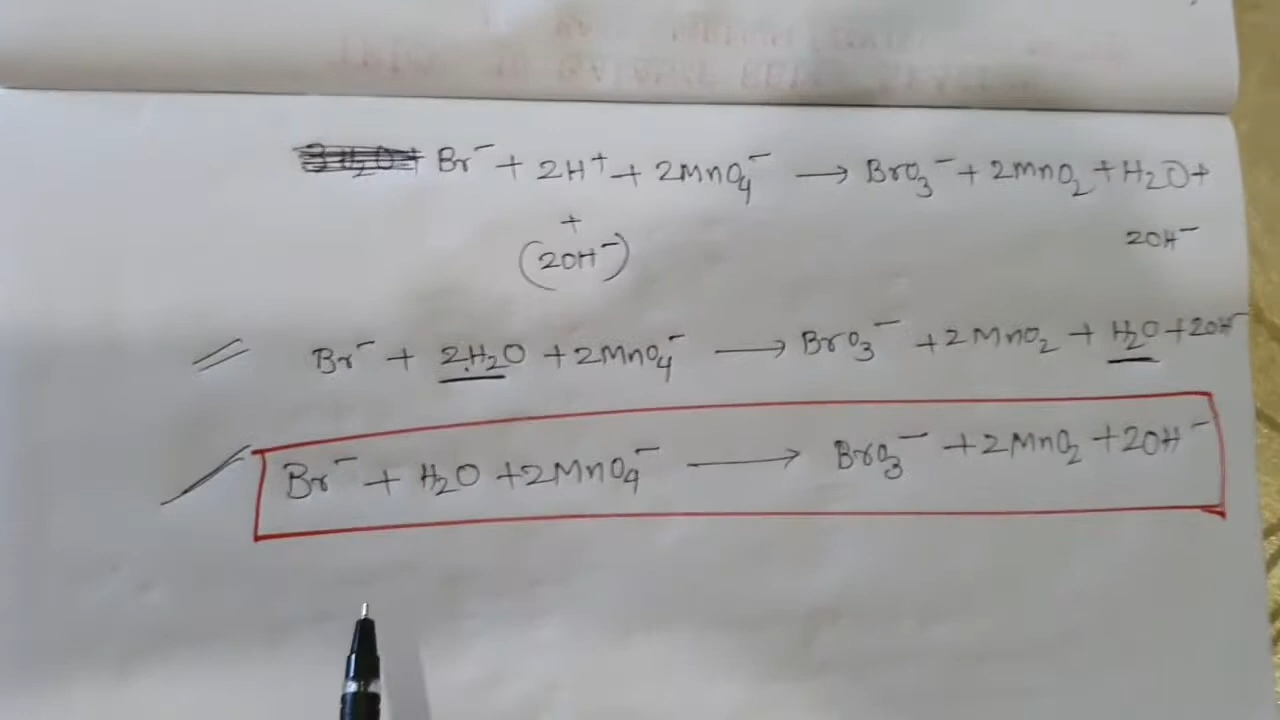 Br⁻ + 2H⁺ + 2MnO₄⁻ ⟶ BrO₃⁻ + 2MnO₂ + H₂O +
+
(2OH⁻) 2OH⁻
Br⁻ + 2H₂O + 2MnO₄⁻ ⟶ BrO₃⁻ + 2MnO₂ + H₂O + 2OH⁻
Br⁻ + H₂O + 2MnO₄⁻ ⟶ BrO₃⁻ + 2MnO₂ + 2OH⁻